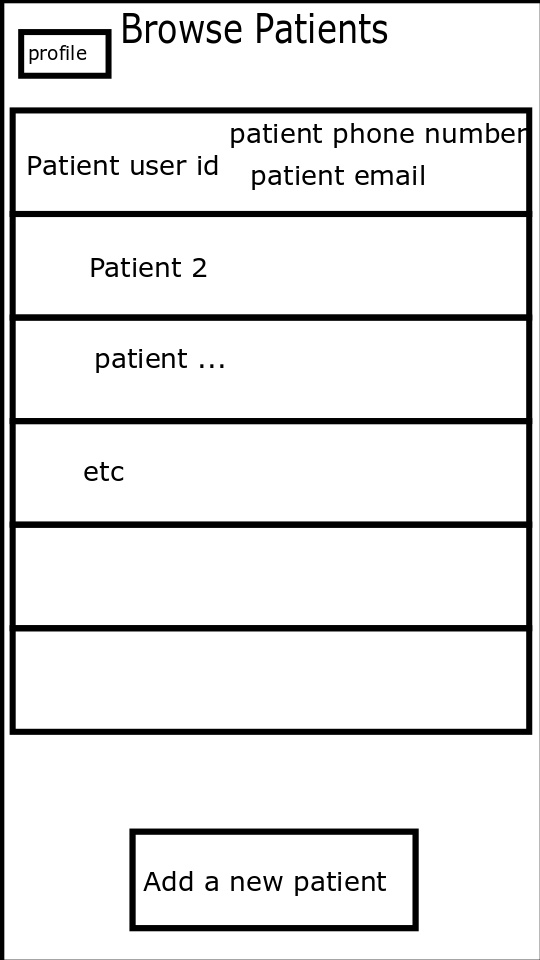 Browse Patients
profile
patient phone number
Patient user id
patient email
Patient 2
patient ...
etc
Add a new patient